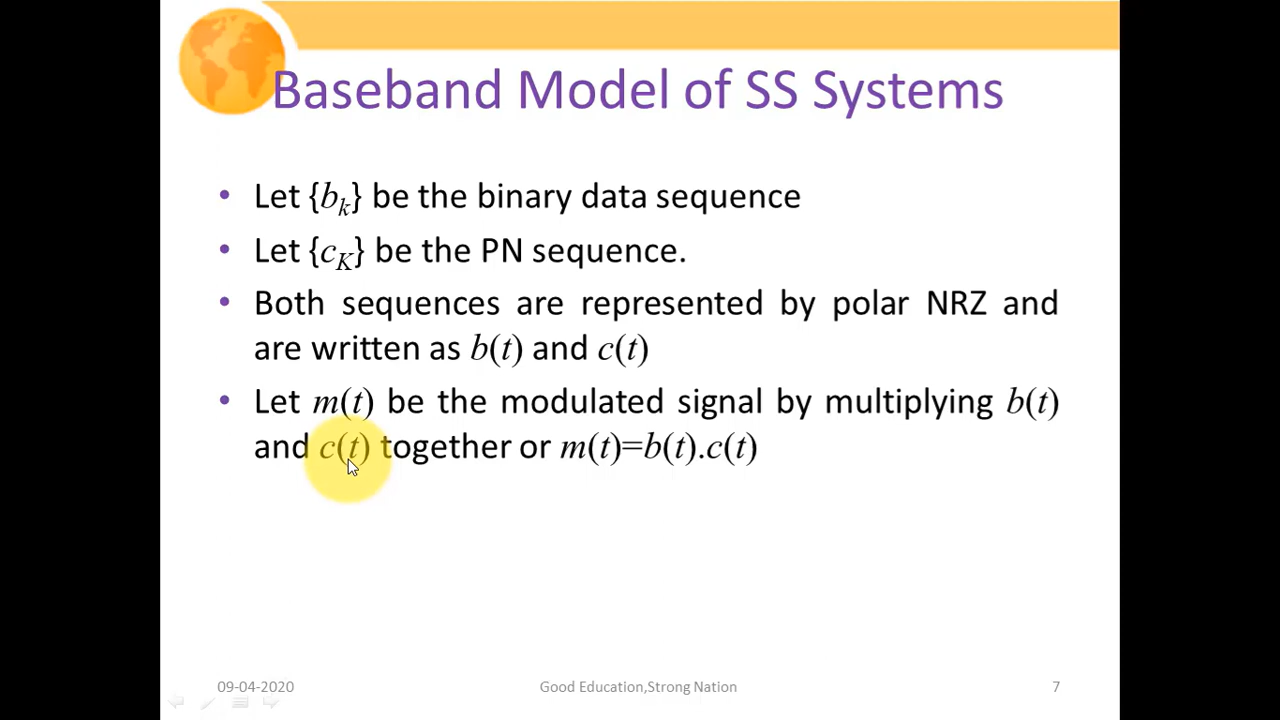 Baseband Model of SS Systems
• Let {bk} be the binary data sequence
• Let {cK} be the PN sequence.
• Both sequences are represented by polar NRZ and
are written as b(t) and c(t)
• Let m(t) be the modulated signal by multiplying b(t)
and c(t) together or m(t)=b(t).c(t)
09-04-2020 Good Education,Strong Nation 7